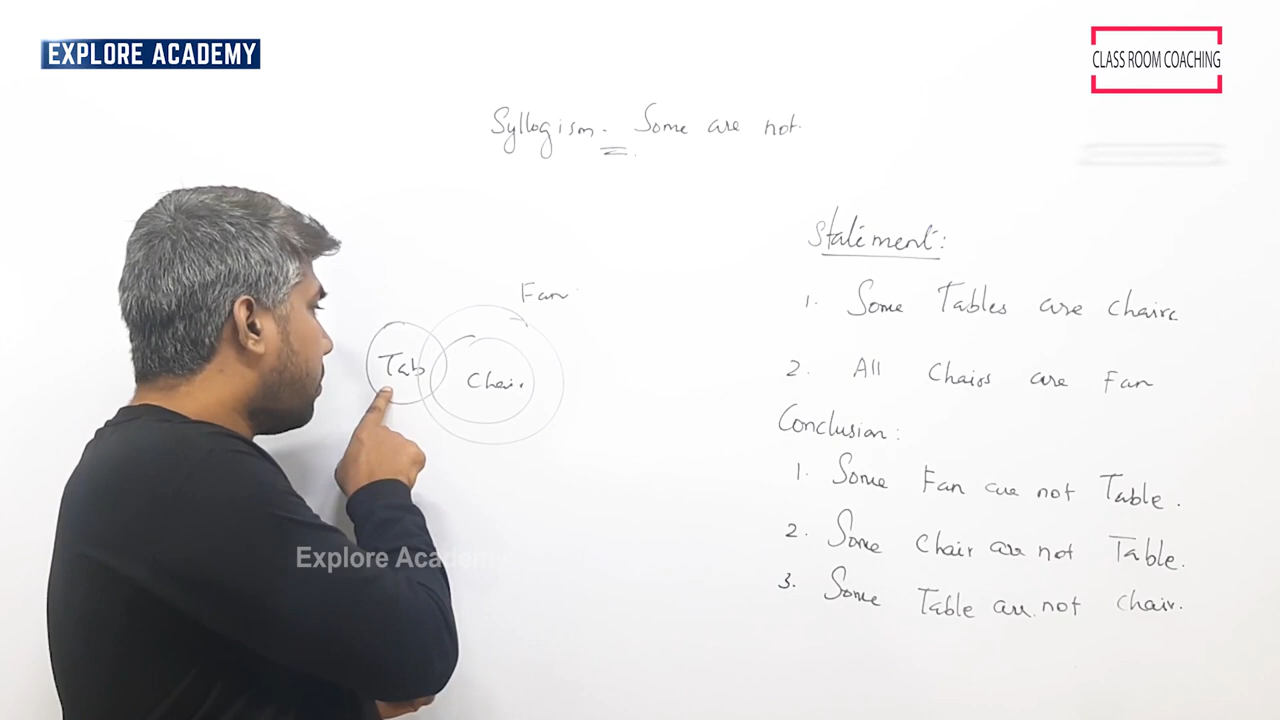 EXPLORE ACADEMY
CLASS ROOM COACHING
Syllogism. Some are not.
Statement:
1. Some Tables are chairc
2. All Chairs are Fan
Conclusion:
1. Some Fan are not Table.
2. Some Chair are not Table.
3. Some Table are not chair.
Fan
Tab
Chair
Explore Academy